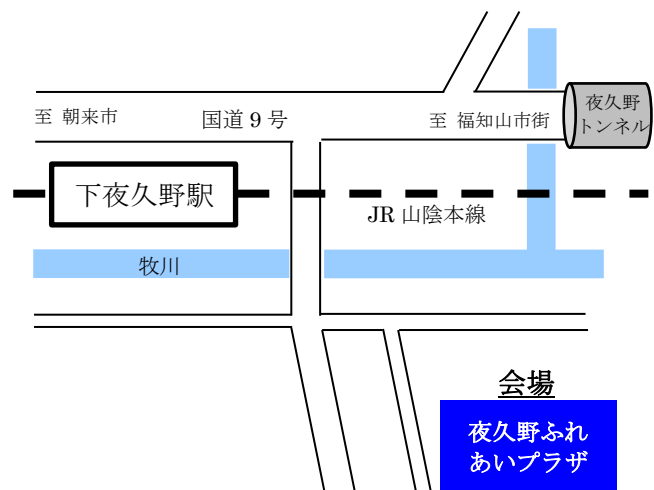 至 朝来市
国道９号
至 福知山市街
夜久野
トンネル
下夜久野駅
JR 山陰本線
牧川
会場
夜久野ふれ
あいプラザ